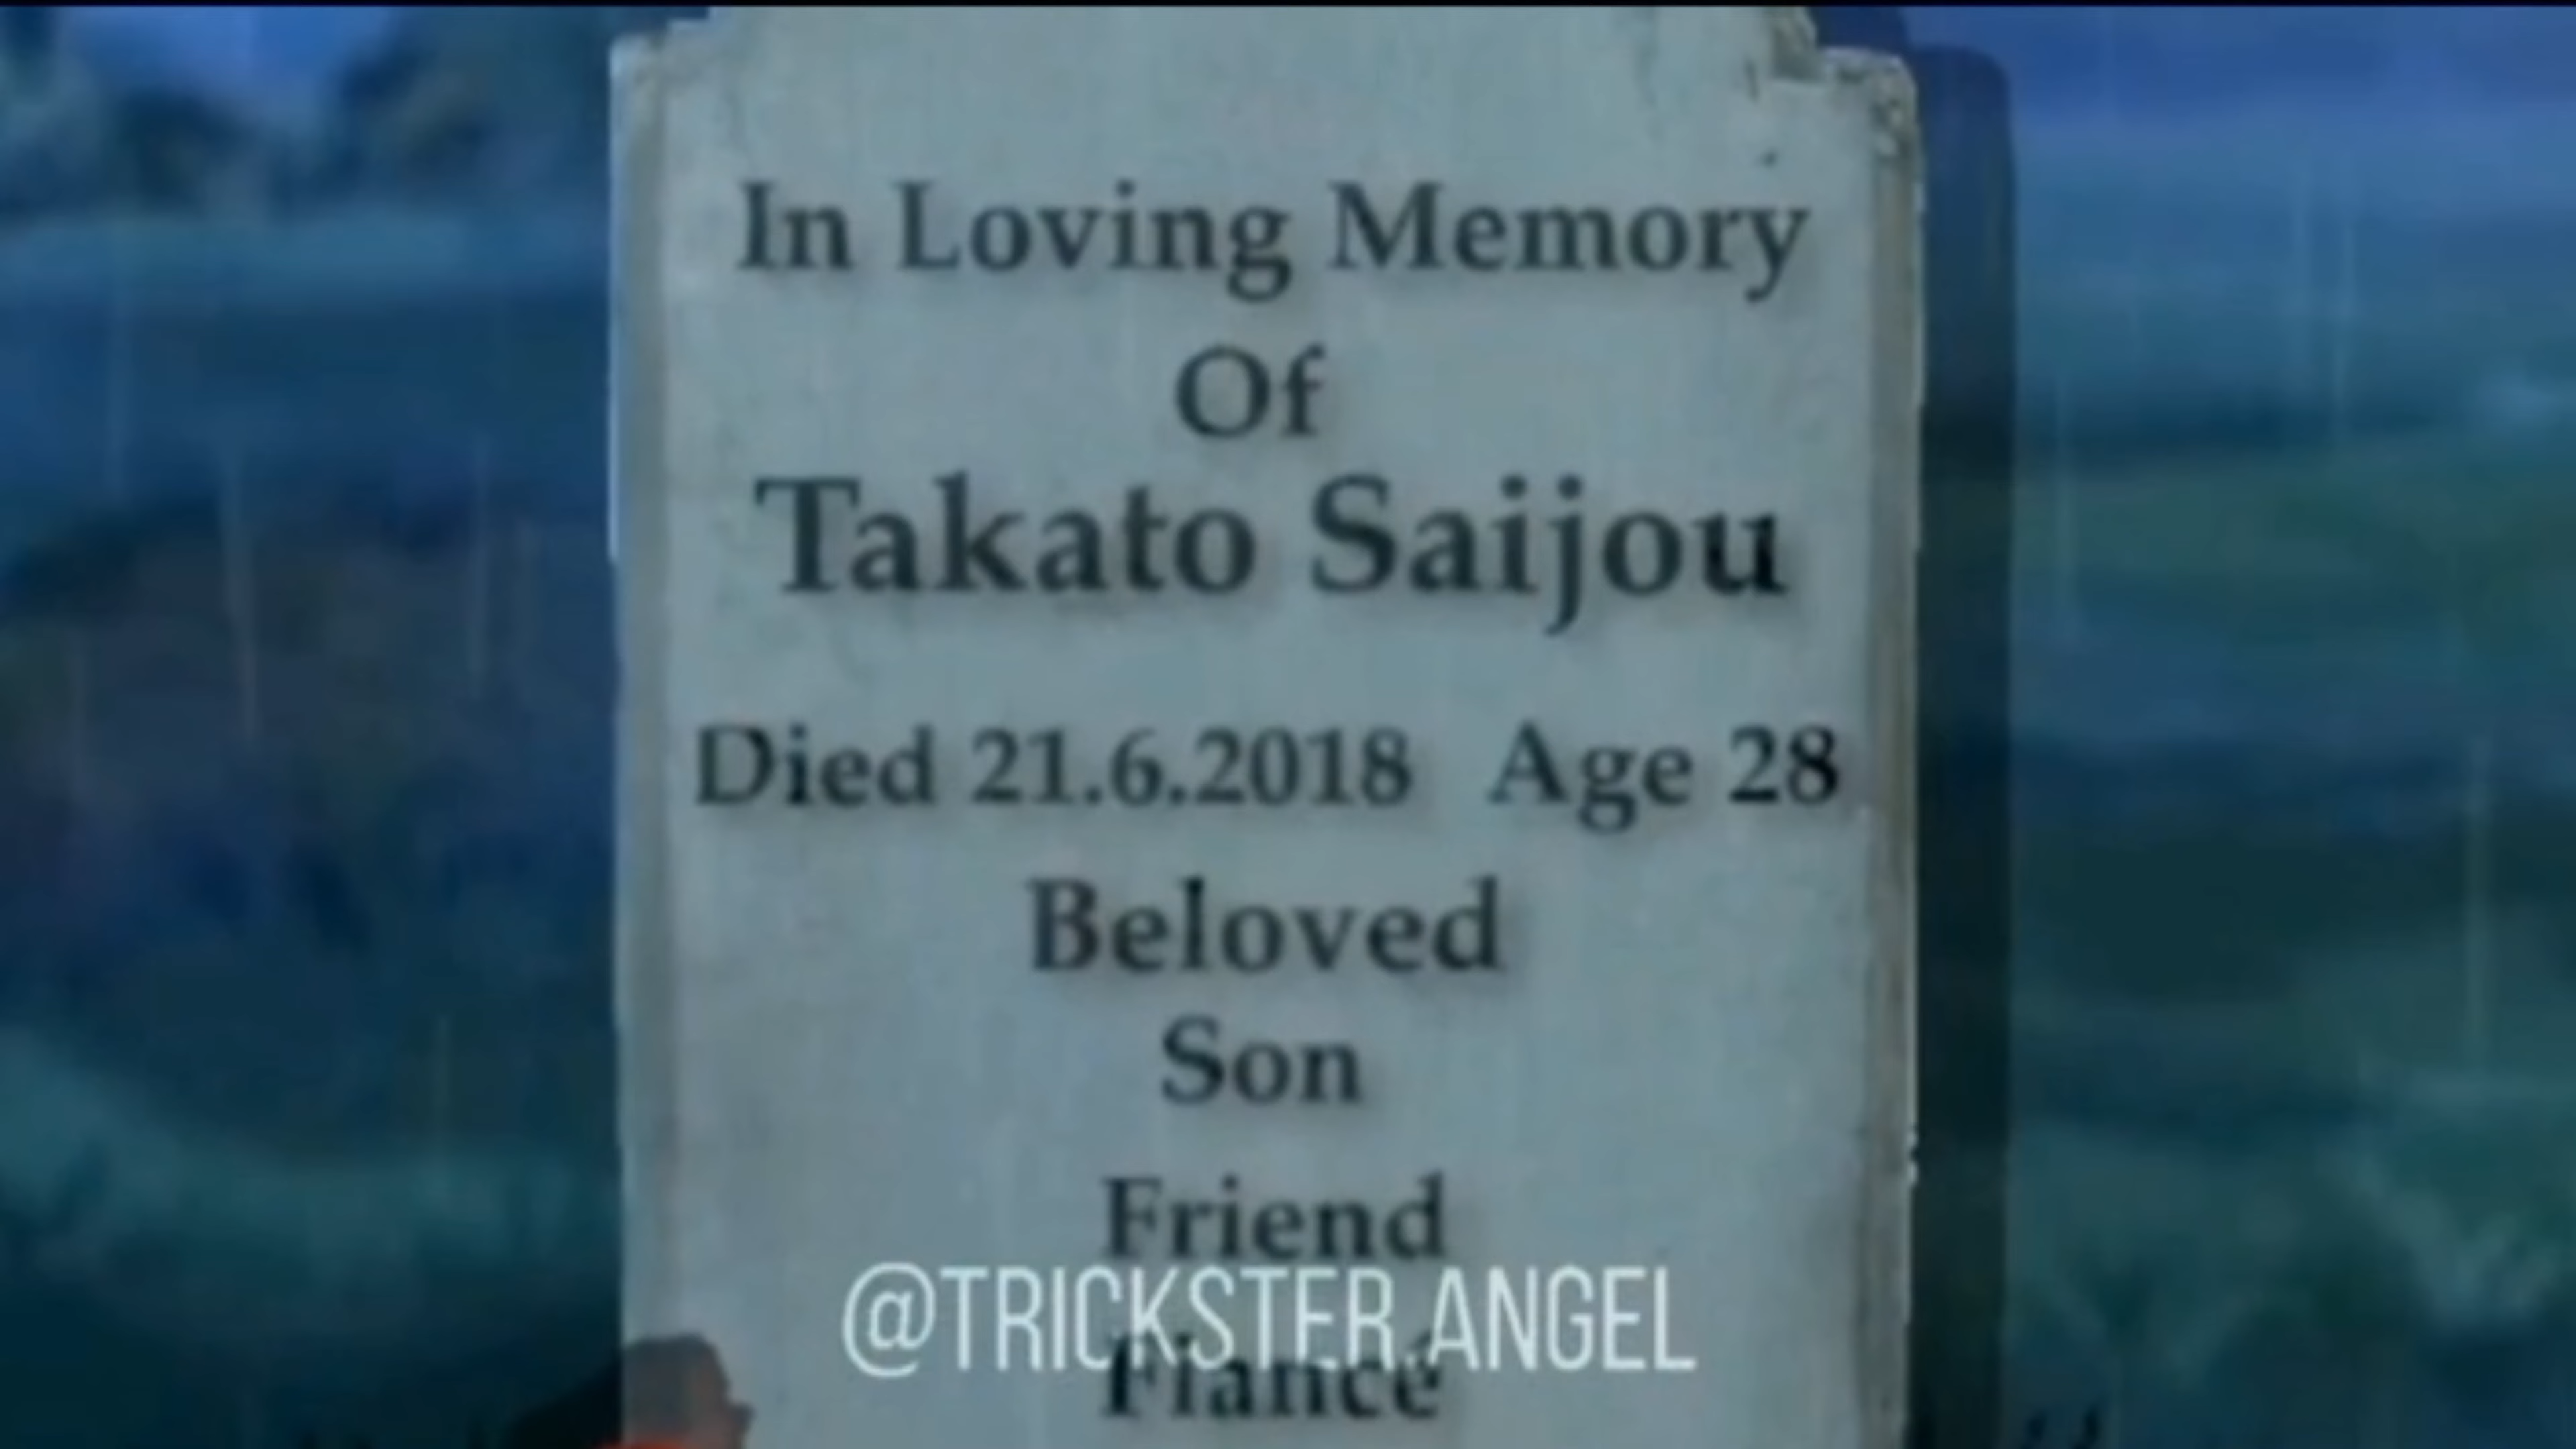 In Loving Memory
Of
Takato Saijou
Died 21.6.2018 Age 28
Beloved
Son
Friend
@TRICKSTER.ANGEL
Fiancé